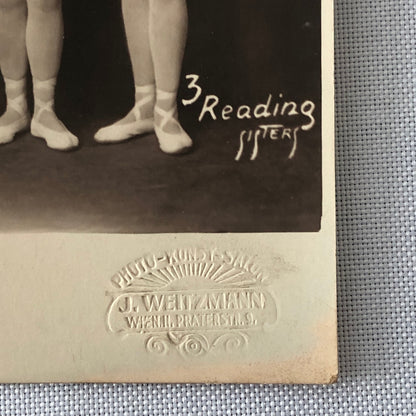 3 Reading
SISTERS
PHOTO-KUNST-SALON
J. WEITZMANN
WIEN.II. PRATERSTR. 9.